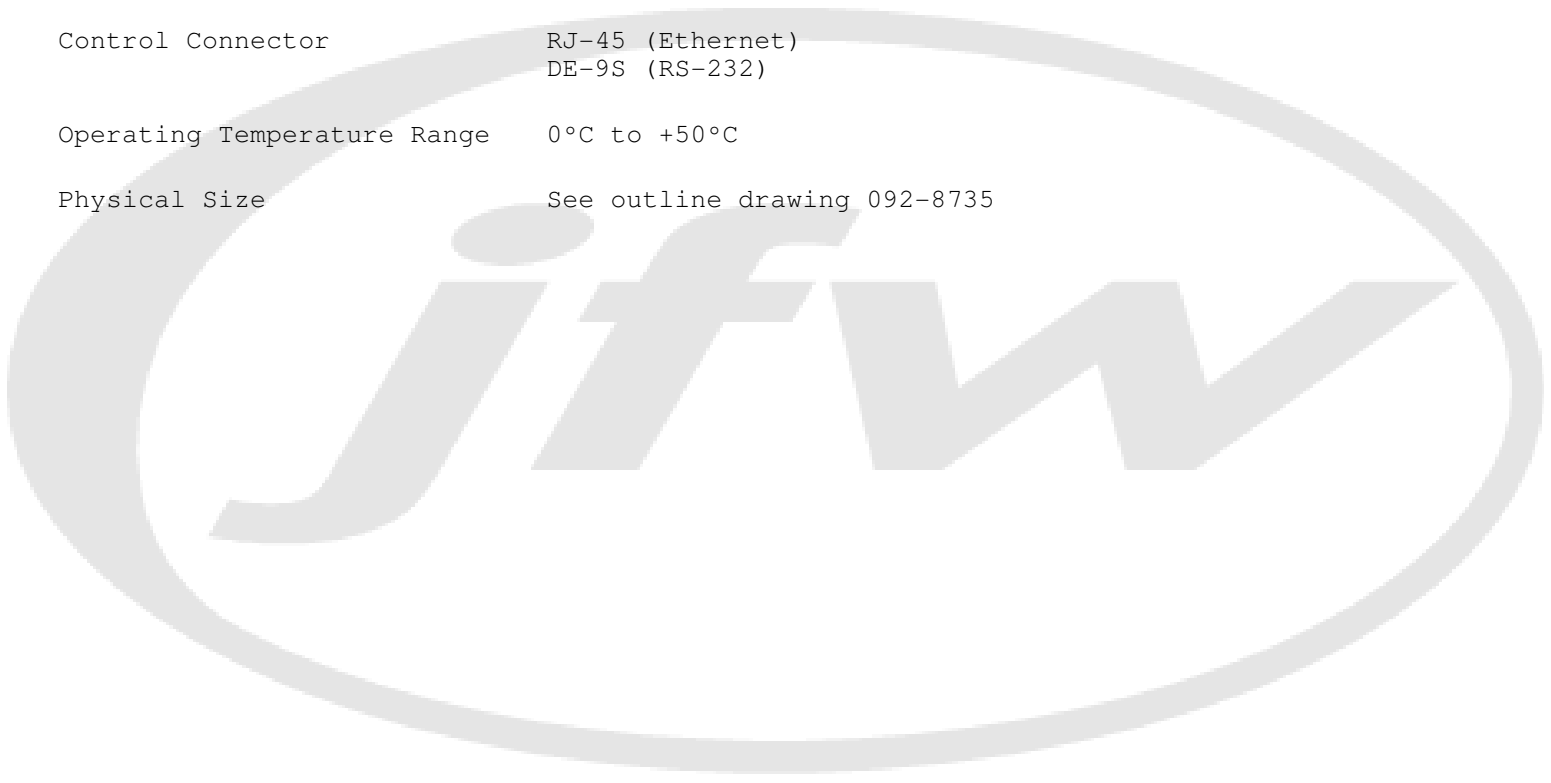 Control Connector RJ-45 (Ethernet)
DE-9S (RS-232)
Operating Temperature Range 0°C to +50°C
Physical Size See outline drawing 092-8735
jfw